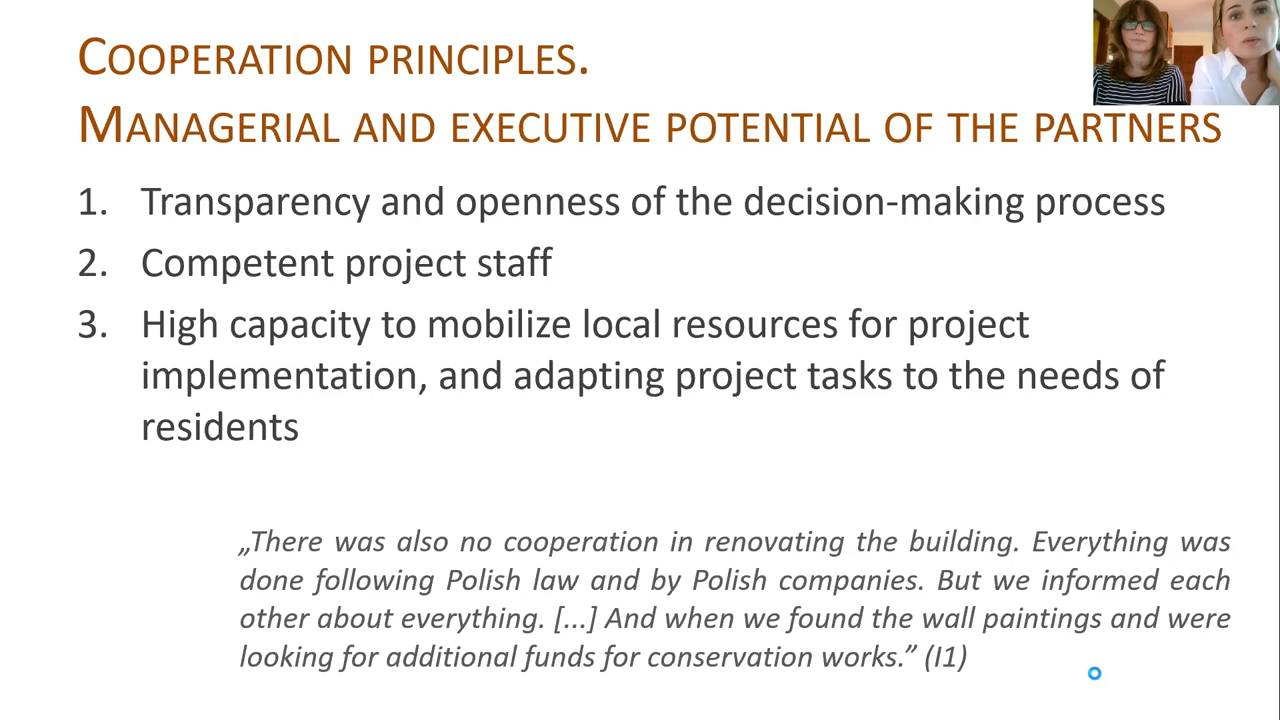 COOPERATION PRINCIPLES.
MANAGERIAL AND EXECUTIVE POTENTIAL OF THE PARTNERS
1. Transparency and openness of the decision-making process
2. Competent project staff
3. High capacity to mobilize local resources for project
implementation, and adapting project tasks to the needs of
residents
„There was also no cooperation in renovating the building. Everything was
done following Polish law and by Polish companies. But we informed each
other about everything. [...] And when we found the wall paintings and were
looking for additional funds for conservation works.” (I1)